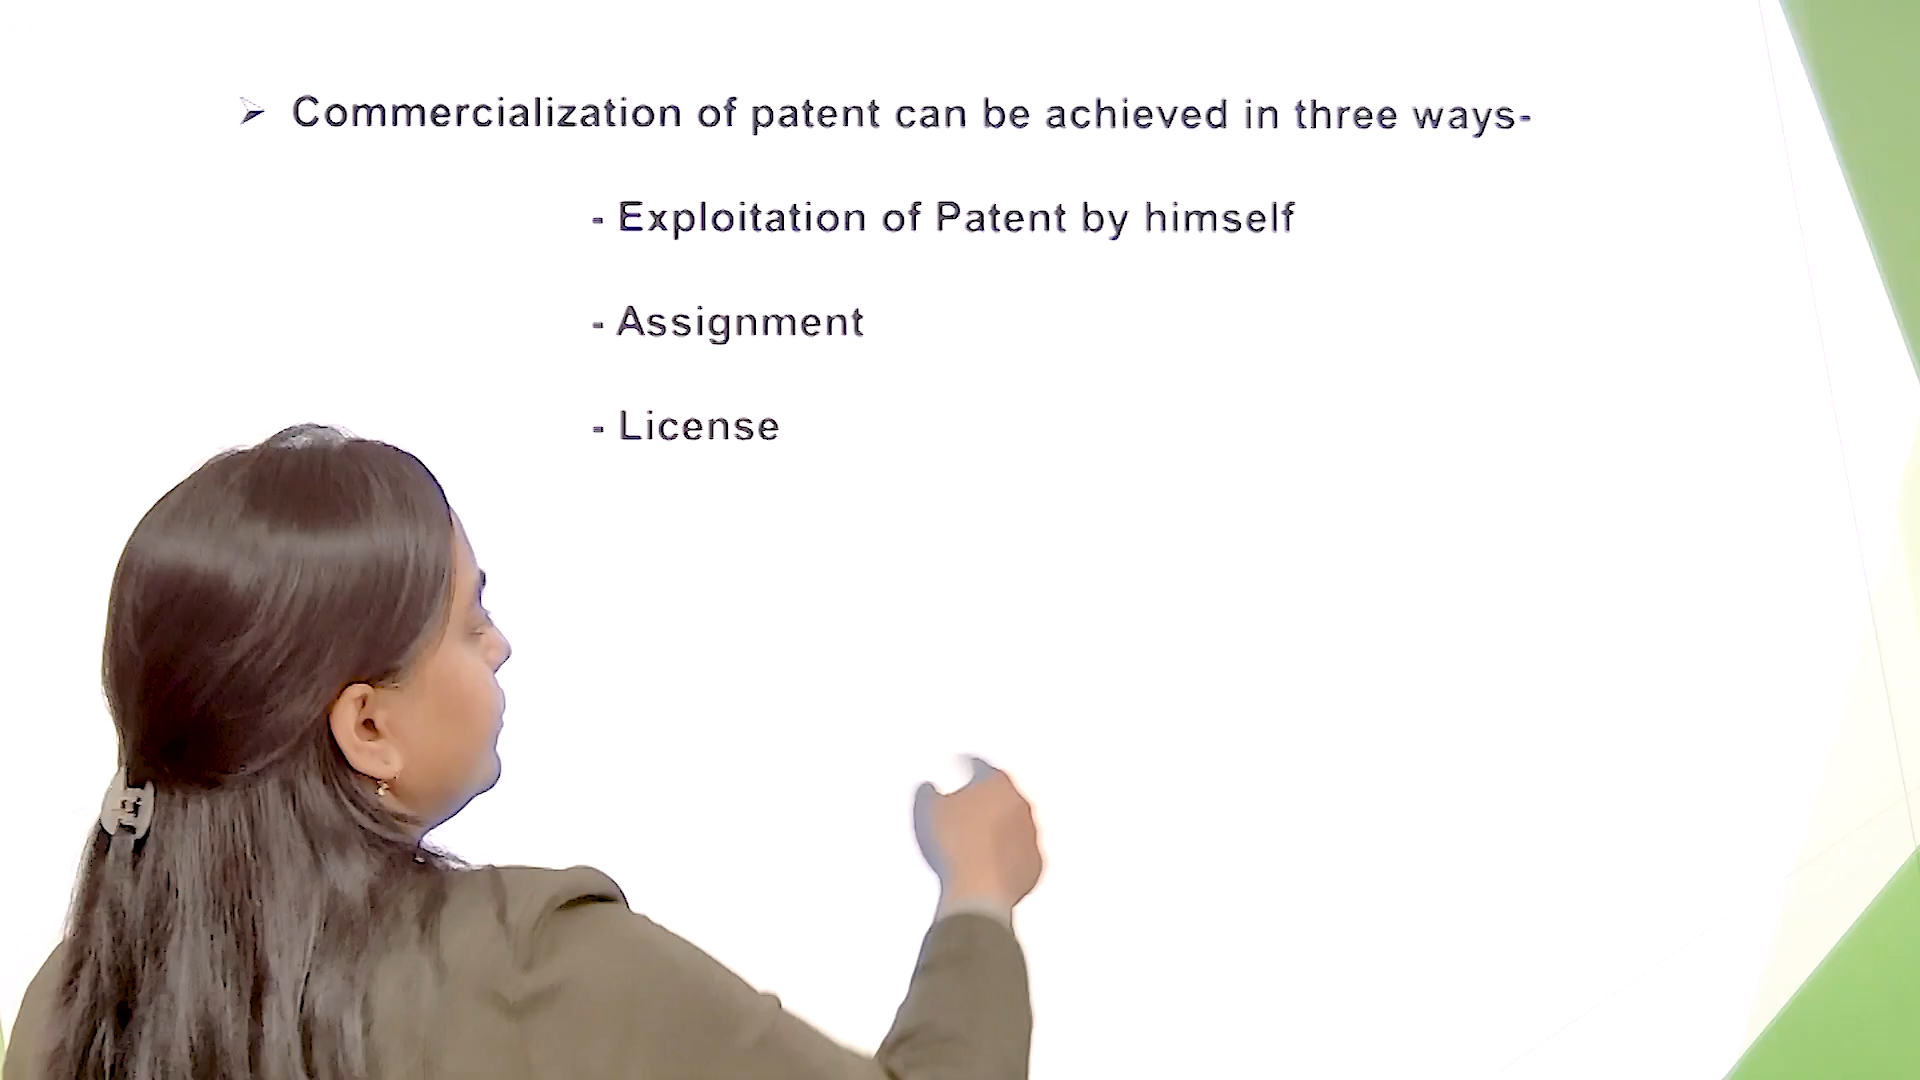 ➢ Commercialization of patent can be achieved in three ways-
- Exploitation of Patent by himself
- Assignment
- License